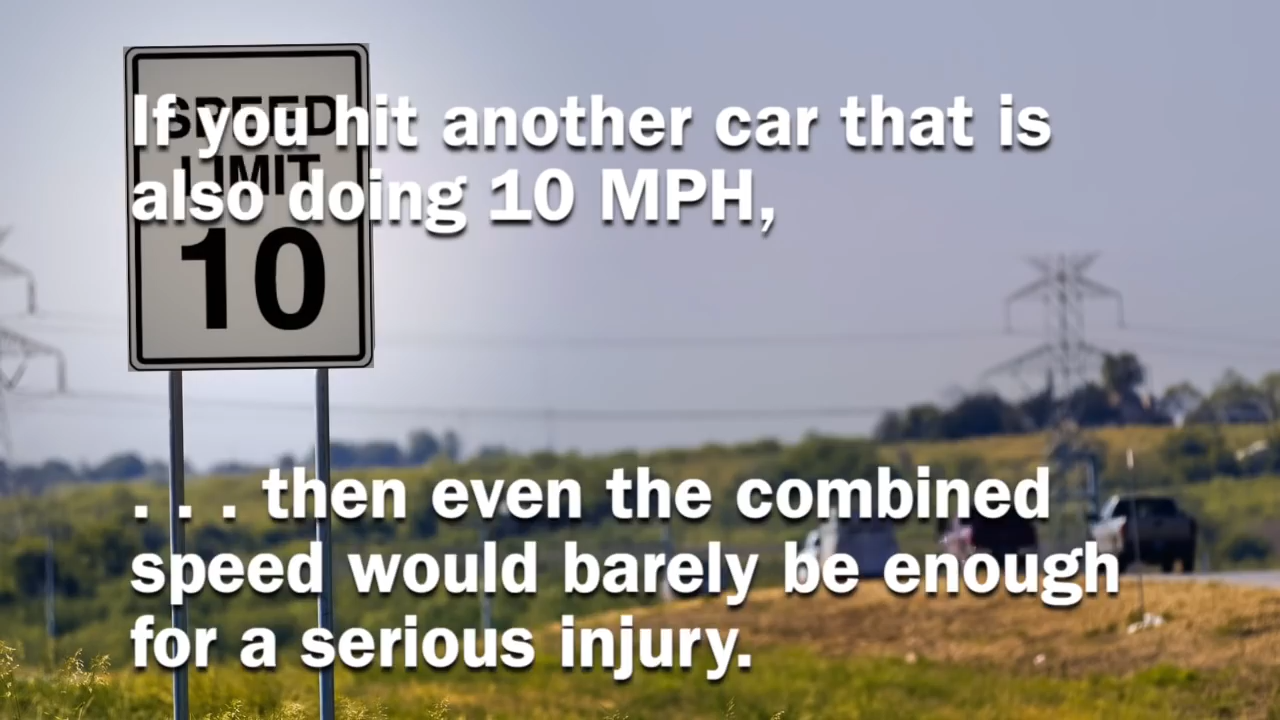 SPEED
LIMIT
10
If you hit another car that is
also doing 10 MPH,
. . . then even the combined
speed would barely be enough
for a serious injury.